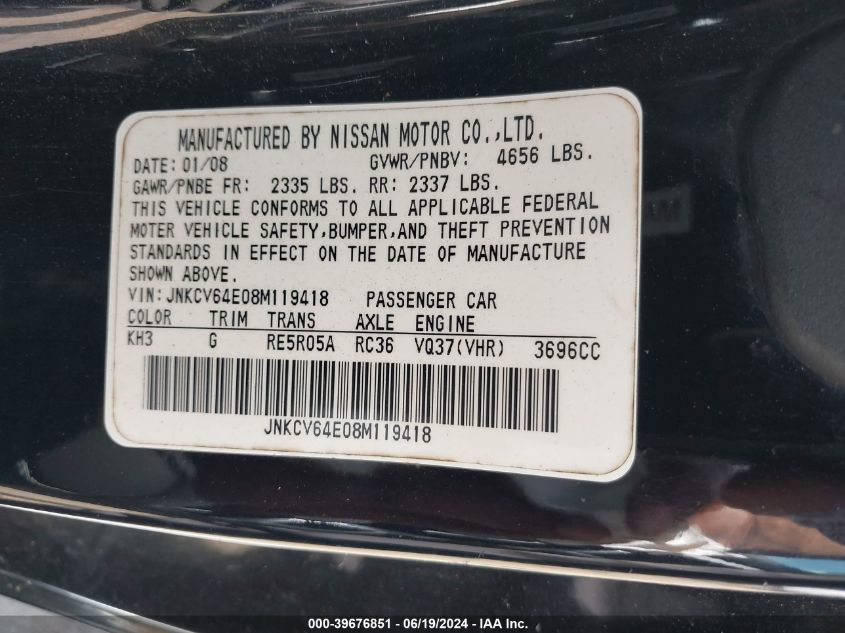 MANUFACTURED BY NISSAN MOTOR CO.,LTD.
DATE: 01/08 GVWR/PNBV: 4656 LBS.
GAWR/PNBE FR: 2335 LBS. RR: 2337 LBS.
THIS VEHICLE CONFORMS TO ALL APPLICABLE FEDERAL
MOTOR VEHICLE SAFETY,BUMPER,AND THEFT PREVENTION
STANDARDS IN EFFECT ON THE DATE OF MANUFACTURE
SHOWN ABOVE.
VIN:JNKCV64E08M119418 PASSENGER CAR
COLOR TRIM TRANS AXLE ENGINE
KH3 G RE5R05A RC36 VQ37(VHR) 3696CC
JNKCV64E08M119418
000-39676851 - 06/19/2024 - IAA, Inc.